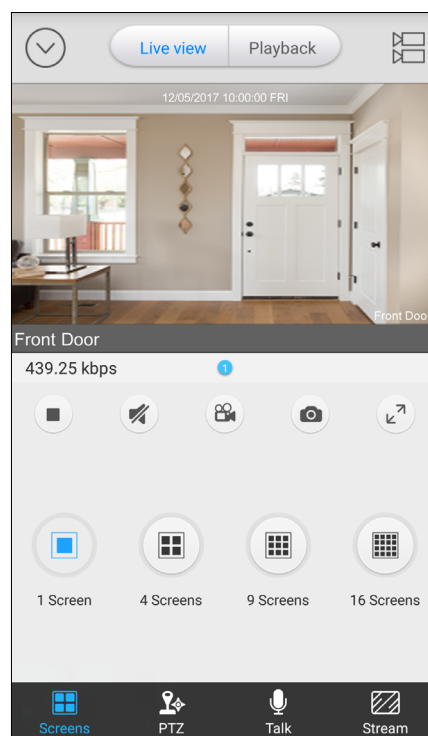 Live view Playback
12/05/2017 10:00:00 FRI
Front Doo
Front Door
439.25 kbps 1
1 Screen 4 Screens 9 Screens 16 Screens
Screens PTZ Talk Stream